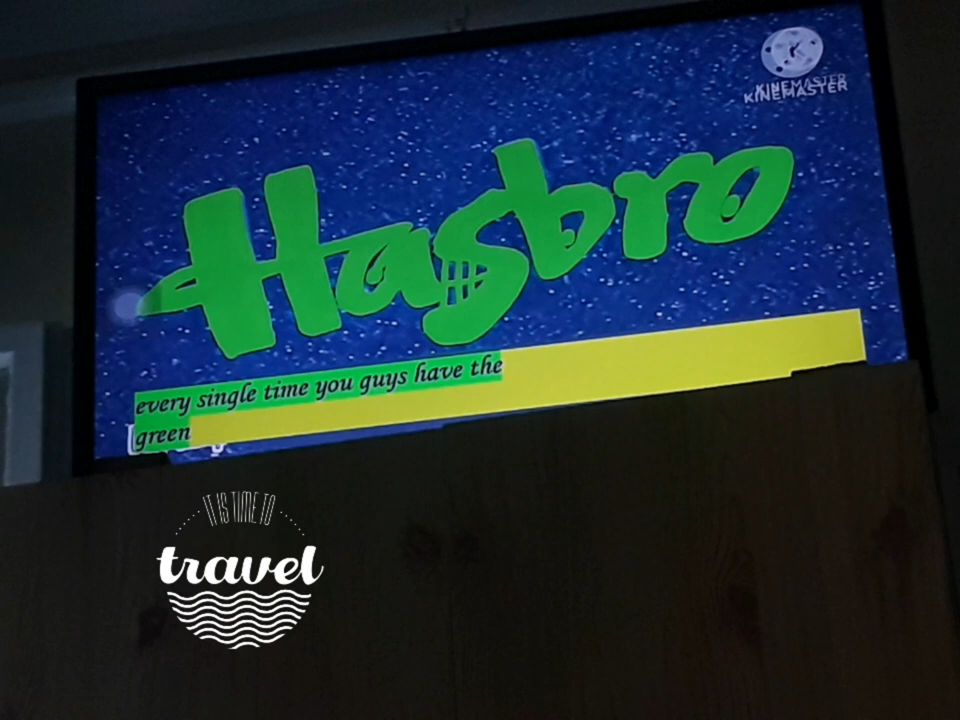 KINEMASTER
KINEMASTER
Hasbro
every single time you guys have the
green
IT IS TIME TO
travel